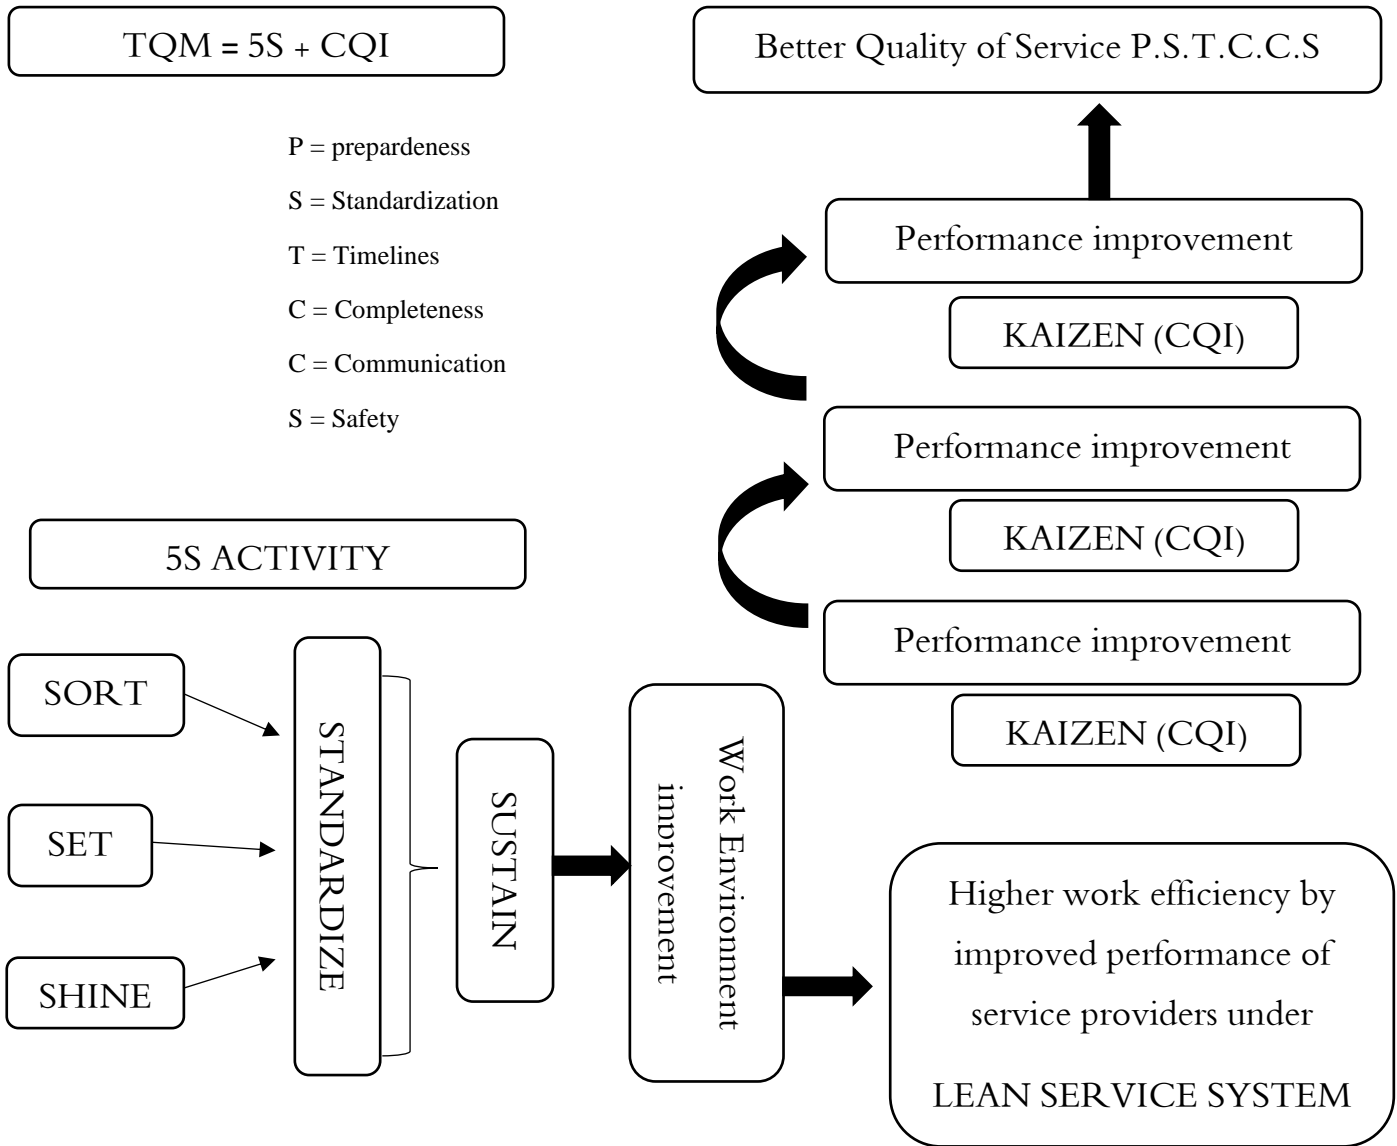 TQM = 5S + CQI
Better Quality of Service P.S.T.C.C.S
P = prepardeness
S = Standardization
T = Timelines
C = Completeness
C = Communication
S = Safety
Performance improvement
KAIZEN (CQI)
Performance improvement
KAIZEN (CQI)
Performance improvement
KAIZEN (CQI)
5S ACTIVITY
SORT
SET
SHINE
STANDARDIZE
SUSTAIN
Work Environment
improvement
Higher work efficiency by
improved performance of
service providers under
LEAN SERVICE SYSTEM